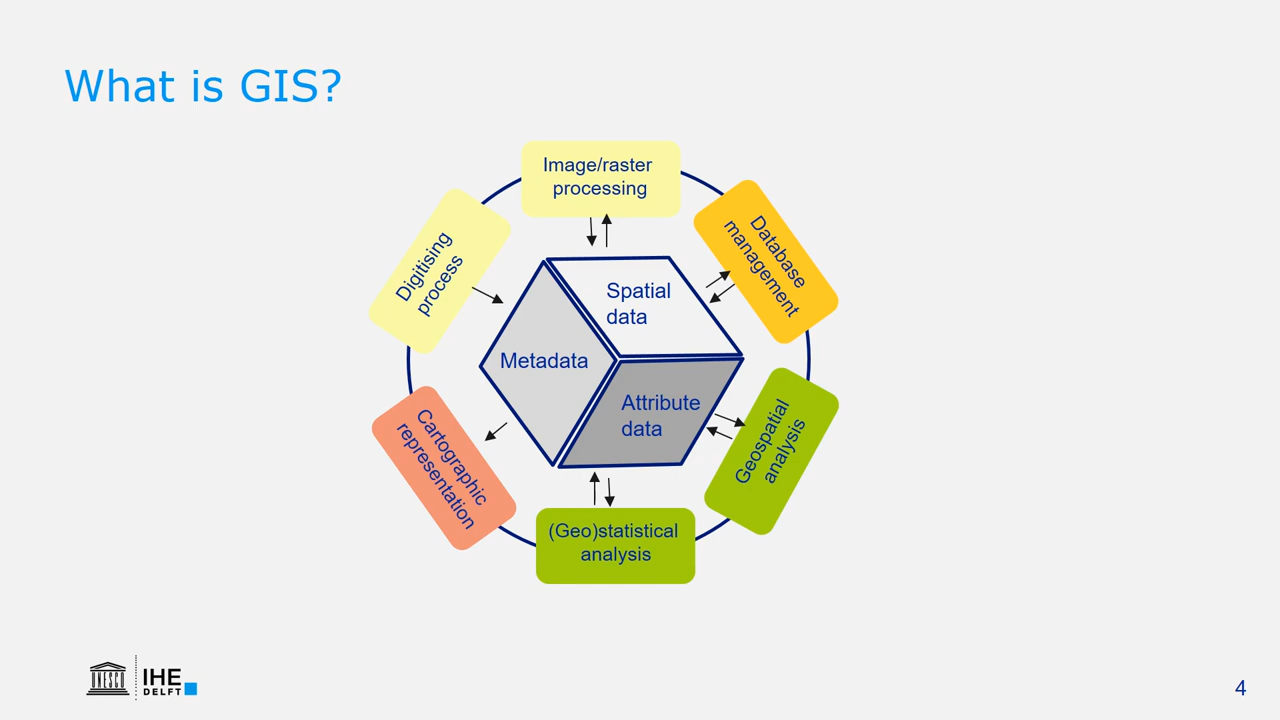 What is GIS?
Image/raster
processing
Database
management
Digitising
process
Spatial
data
Metadata
Attribute
data
Geospatial
analysis
Cartographic
representation
(Geo)statistical
analysis
UNESCO
IHE
DELFT
4